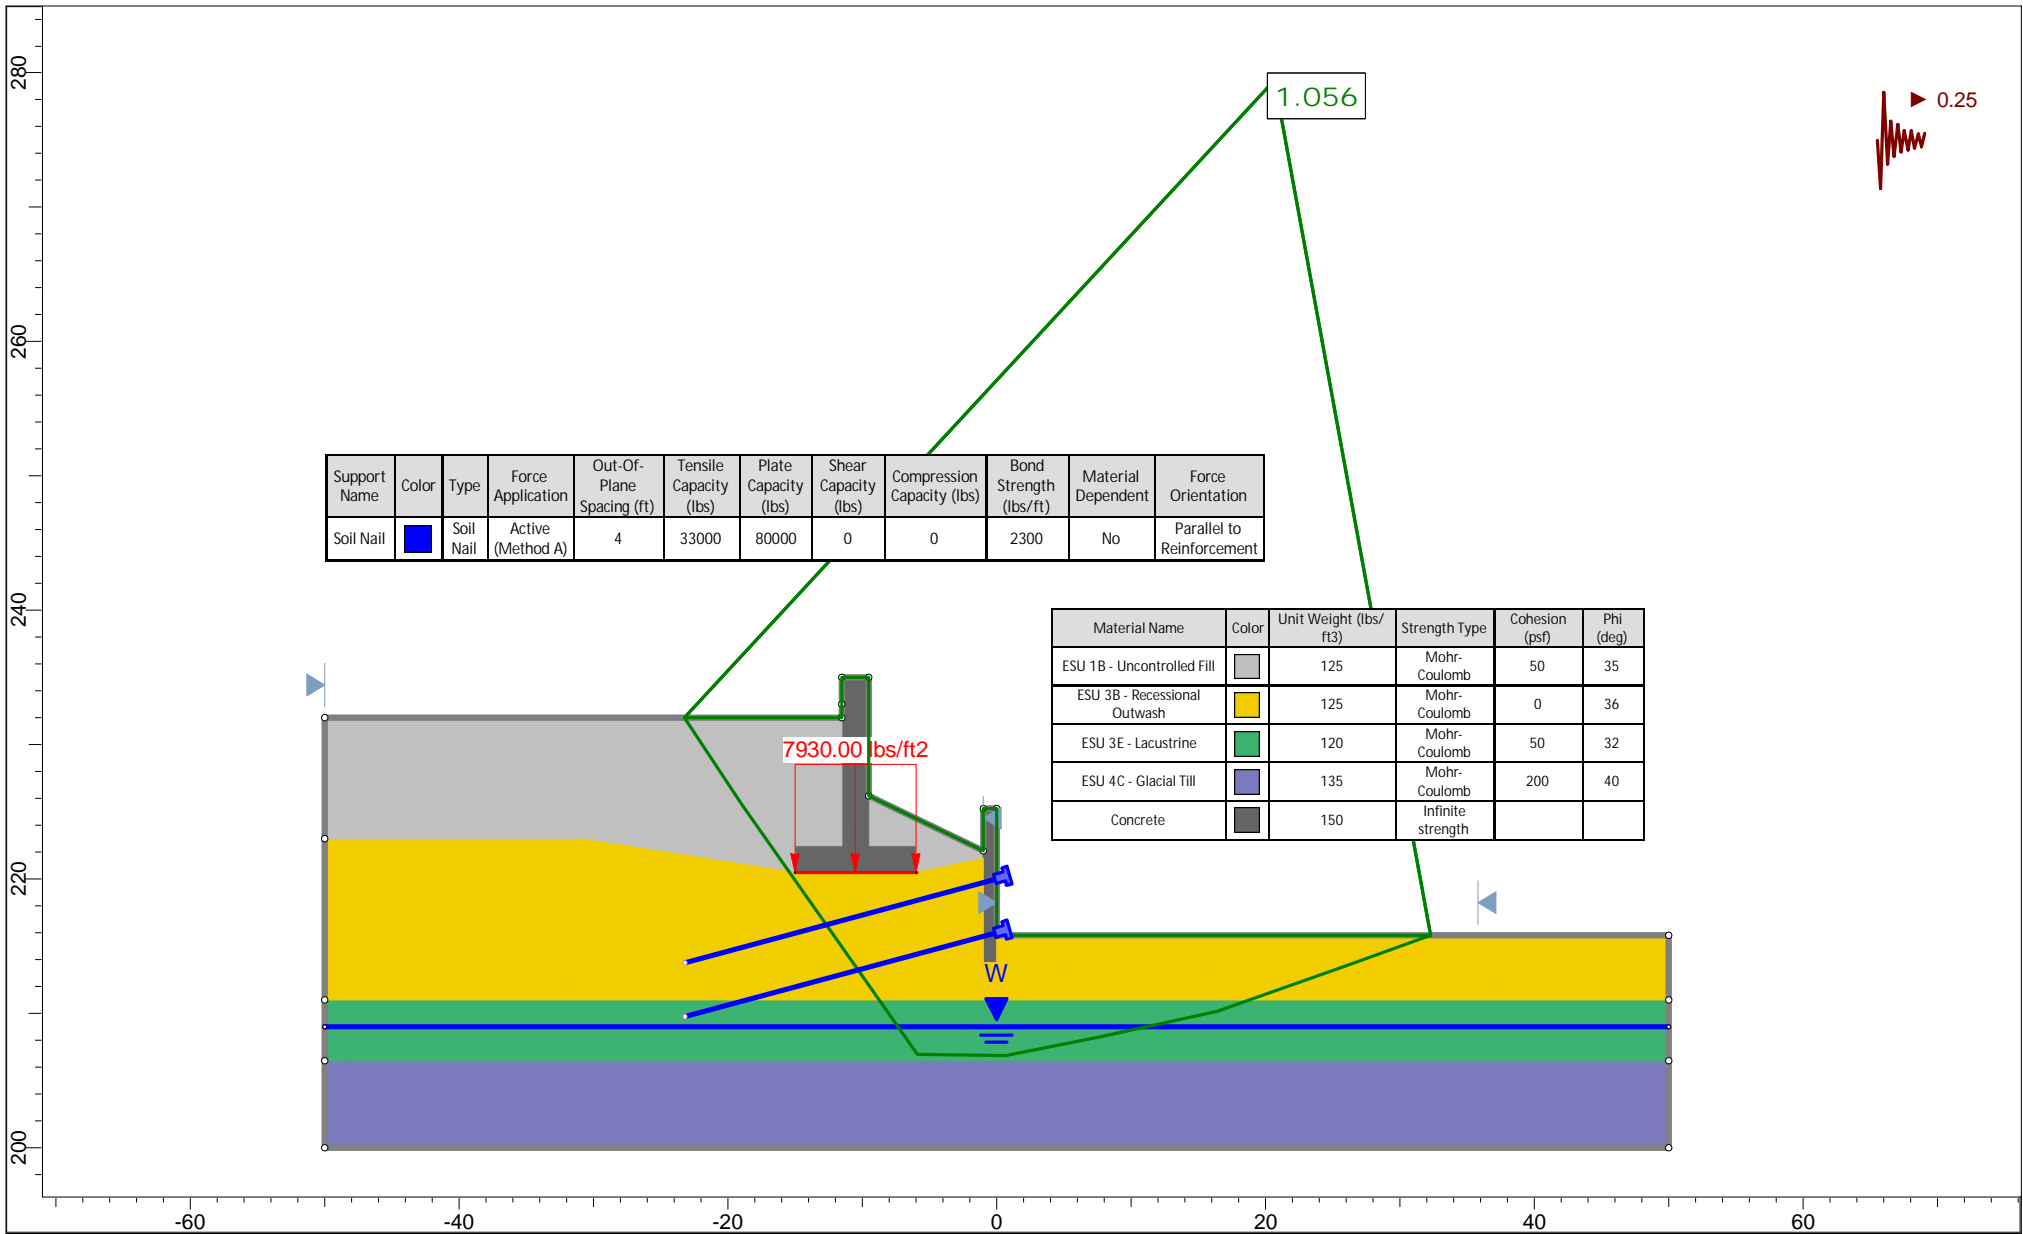 280
1.056
0.25
260
Support Name Color Type Force Application Out-Of-Plane Spacing (ft) Tensile Capacity (lbs) Plate Capacity (lbs) Shear Capacity (lbs) Compression Capacity (lbs) Bond Strength (lbs/ft) Material Dependent Force Orientation
Soil Nail Soil Nail Active (Method A) 4 33000 80000 0 0 2300 No Parallel to Reinforcement
240
Material Name Color Unit Weight (lbs/ft3) Strength Type Cohesion (psf) Phi (deg)
ESU 1B - Uncontrolled Fill 125 Mohr-Coulomb 50 35
ESU 3B - Recessional Outwash 125 Mohr-Coulomb 0 36
ESU 3E - Lacustrine 120 Mohr-Coulomb 50 32
ESU 4C - Glacial Till 135 Mohr-Coulomb 200 40
Concrete 150 Infinite strength
7930.00 lbs/ft2
220
W
200
-60 -40 -20 0 20 40 60